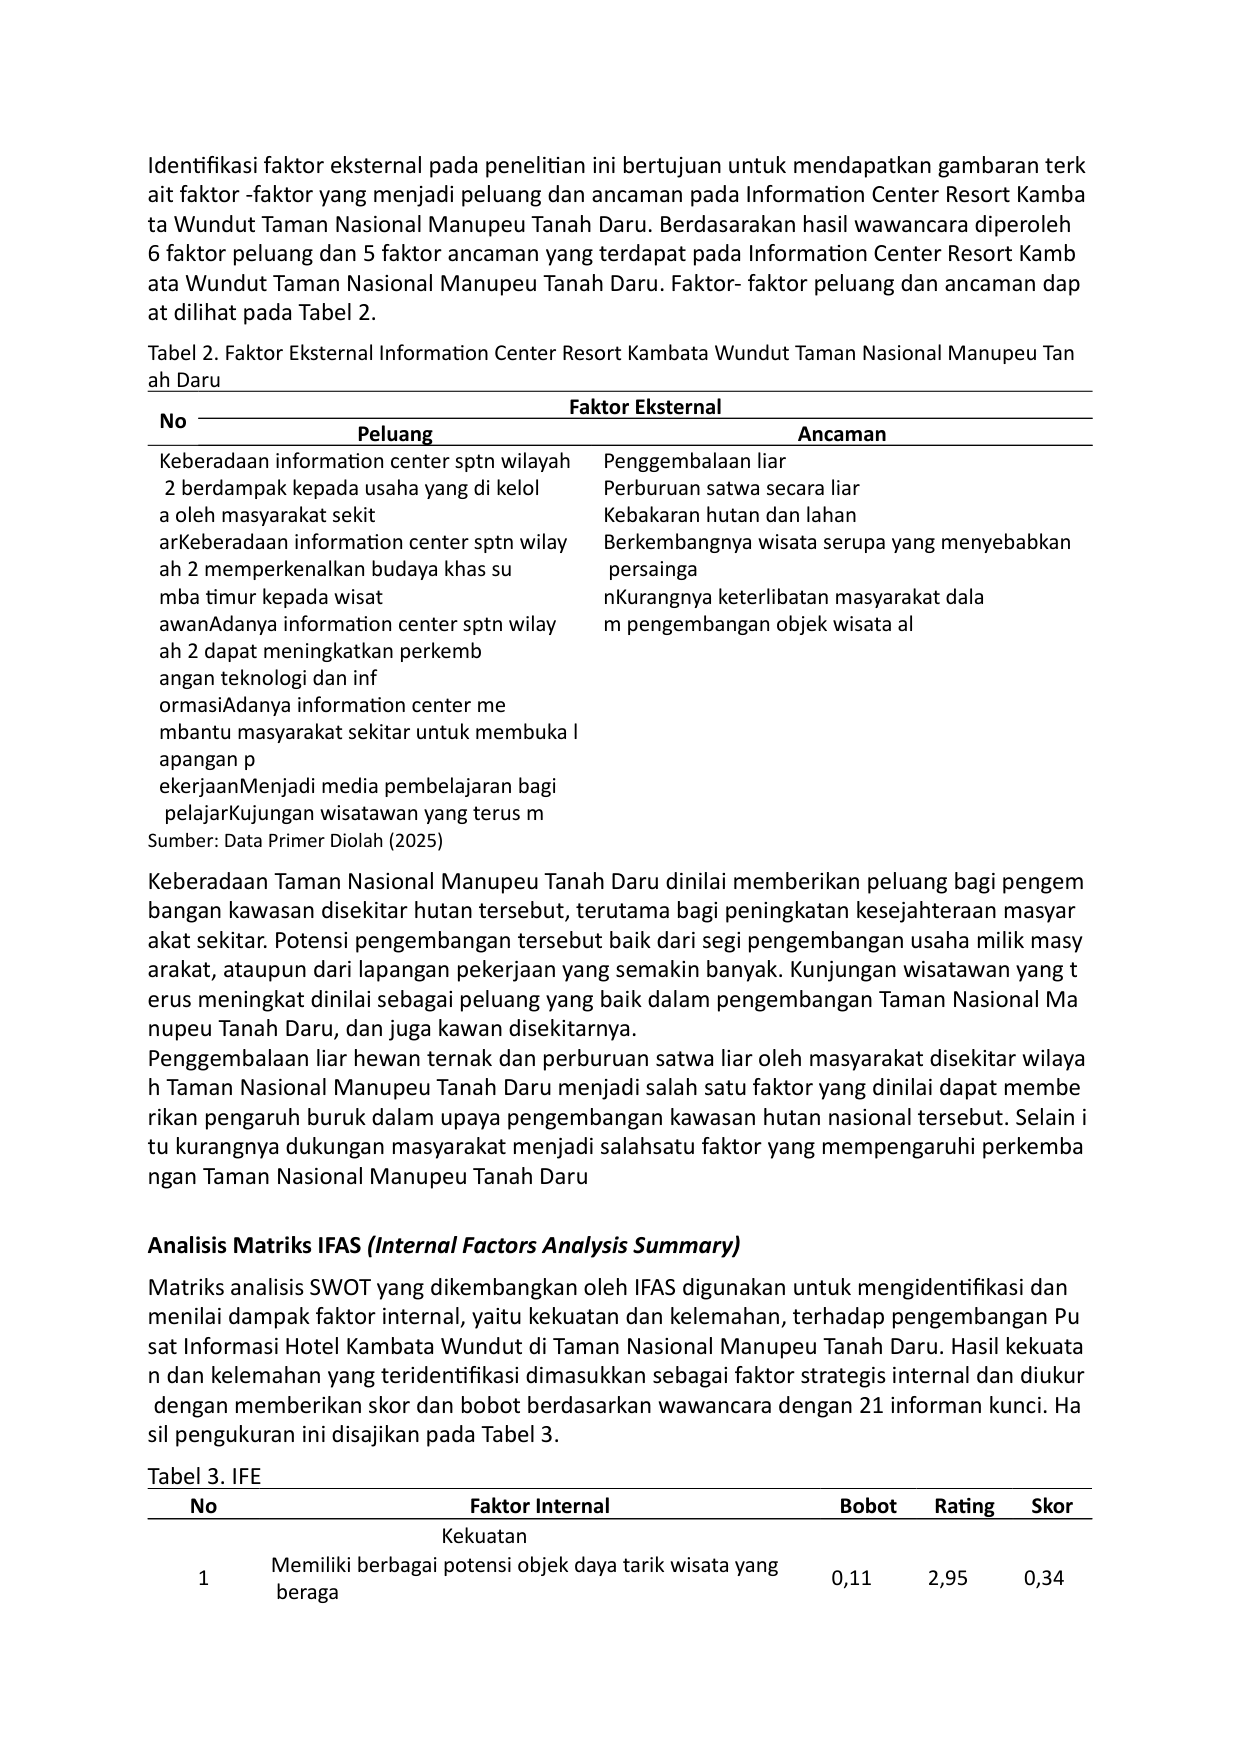 Identifikasi faktor eksternal pada penelitian ini bertujuan untuk mendapatkan gambaran terk
ait faktor -faktor yang menjadi peluang dan ancaman pada Information Center Resort Kamba
ta Wundut Taman Nasional Manupeu Tanah Daru. Berdasarakan hasil wawancara diperoleh
6 faktor peluang dan 5 faktor ancaman yang terdapat pada Information Center Resort Kamb
ata Wundut Taman Nasional Manupeu Tanah Daru. Faktor- faktor peluang dan ancaman dap
at dilihat pada Tabel 2.
Tabel 2. Faktor Eksternal Information Center Resort Kambata Wundut Taman Nasional Manupeu Tan
ah Daru
No
Faktor Eksternal
Peluang Ancaman
Keberadaan information center sptn wilayah
2 berdampak kepada usaha yang di kelol
a oleh masyarakat sekit
arKeberadaan information center sptn wilay
ah 2 memperkenalkan budaya khas su
mba timur kepada wisat
awanAdanya information center sptn wilay
ah 2 dapat meningkatkan perkemb
angan teknologi dan inf
ormasiAdanya information center me
mbantu masyarakat sekitar untuk membuka l
apangan p
ekerjaanMenjadi media pembelajaran bagi
pelajarKujungan wisatawan yang terus m
Penggembalaan liar
Perburuan satwa secara liar
Kebakaran hutan dan lahan
Berkembangnya wisata serupa yang menyebabkan
persainga
nKurangnya keterlibatan masyarakat dala
m pengembangan objek wisata al
Sumber: Data Primer Diolah (2025)
Keberadaan Taman Nasional Manupeu Tanah Daru dinilai memberikan peluang bagi pengem
bangan kawasan disekitar hutan tersebut, terutama bagi peningkatan kesejahteraan masyar
akat sekitar. Potensi pengembangan tersebut baik dari segi pengembangan usaha milik masy
arakat, ataupun dari lapangan pekerjaan yang semakin banyak. Kunjungan wisatawan yang t
erus meningkat dinilai sebagai peluang yang baik dalam pengembangan Taman Nasional Ma
nupeu Tanah Daru, dan juga kawan disekitarnya.
Penggembalaan liar hewan ternak dan perburuan satwa liar oleh masyarakat disekitar wilaya
h Taman Nasional Manupeu Tanah Daru menjadi salah satu faktor yang dinilai dapat membe
rikan pengaruh buruk dalam upaya pengembangan kawasan hutan nasional tersebut. Selain i
tu kurangnya dukungan masyarakat menjadi salahsatu faktor yang mempengaruhi perkemba
ngan Taman Nasional Manupeu Tanah Daru
Analisis Matriks IFAS (Internal Factors Analysis Summary)
Matriks analisis SWOT yang dikembangkan oleh IFAS digunakan untuk mengidentifikasi dan
menilai dampak faktor internal, yaitu kekuatan dan kelemahan, terhadap pengembangan Pu
sat Informasi Hotel Kambata Wundut di Taman Nasional Manupeu Tanah Daru. Hasil kekuata
n dan kelemahan yang teridentifikasi dimasukkan sebagai faktor strategis internal dan diukur
dengan memberikan skor dan bobot berdasarkan wawancara dengan 21 informan kunci. Ha
sil pengukuran ini disajikan pada Tabel 3.
Tabel 3. IFE
No Faktor Internal Bobot Rating Skor
Kekuatan
1 Memiliki berbagai potensi objek daya tarik wisata yang
beraga 0,11 2,95 0,34